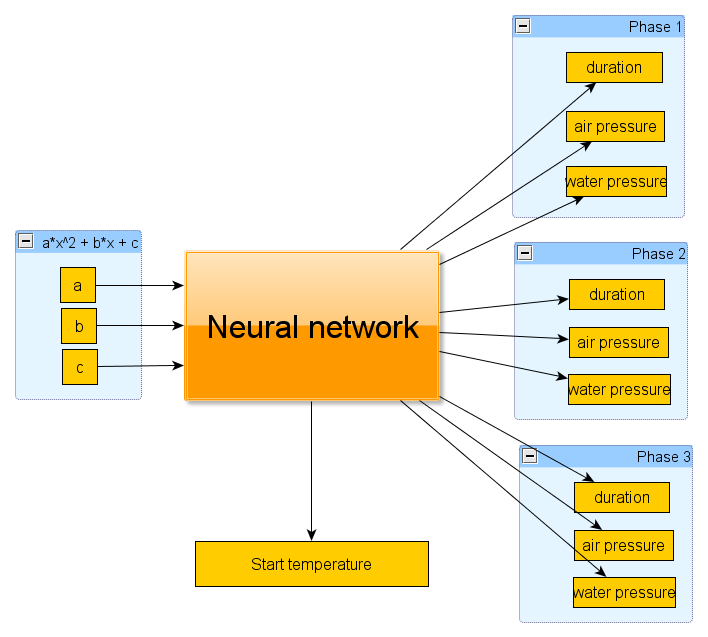 Phase 1
duration
air pressure
water pressure
a*x^2 + b*x + c
a
b
c
Neural network
Phase 2
duration
air pressure
water pressure
Phase 3
duration
air pressure
water pressure
Start temperature